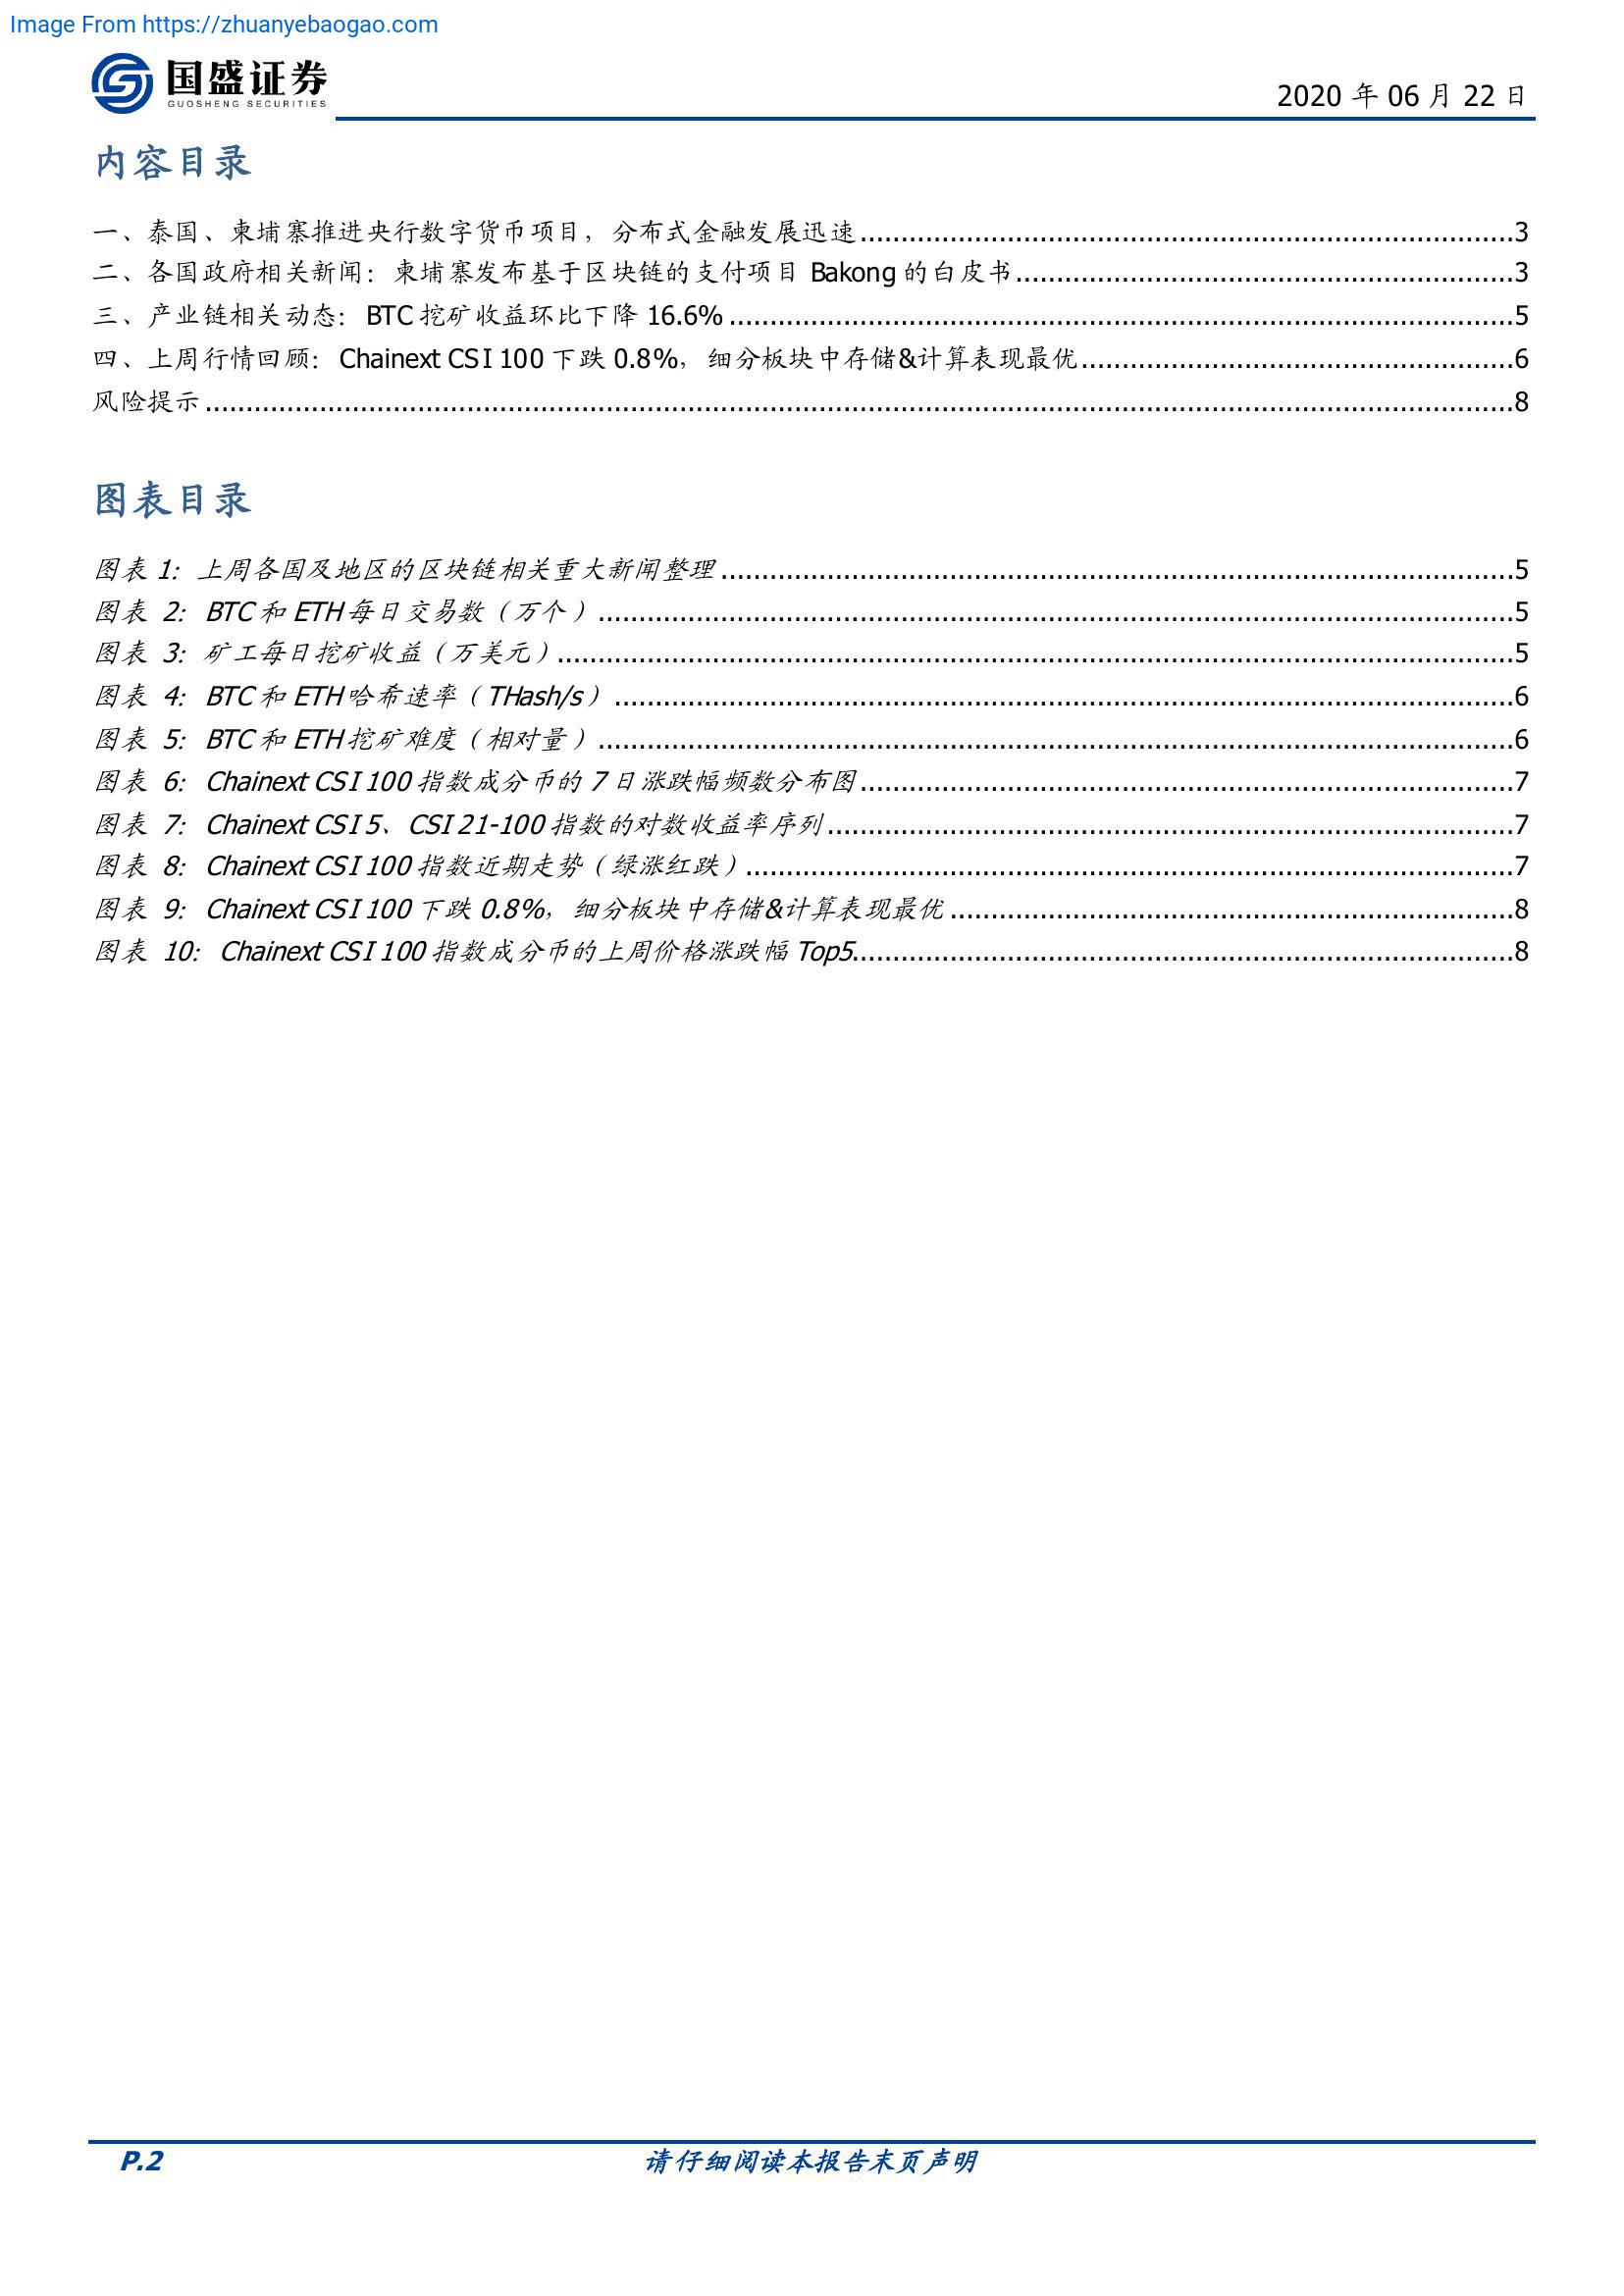 Image From https://zhuanyebaogao.com
国盛证券
GUOSHENG SECURITIES
2020 年 06 月 22 日
内容目录
一、泰国、柬埔寨推进央行数字货币项目，分布式金融发展迅速................................................................................3
二、各国政府相关新闻：柬埔寨发布基于区块链的支付项目 Bakong 的白皮书.............................................................3
三、产业链相关动态：BTC 挖矿收益环比下降 16.6%................................................................................................5
四、上周行情回顾：Chainext CSI 100 下跌 0.8%，细分板块中存储&计算表现最优.....................................................6
风险提示................................................................................................................................................................8
图表目录
图表 1：上周各国及地区的区块链相关重大新闻整理.................................................................................................5
图表 2：BTC 和 ETH 每日交易数（万个）................................................................................................................5
图表 3：矿工每日挖矿收益（万美元）.....................................................................................................................5
图表 4：BTC 和 ETH 哈希速率（THash/s）..............................................................................................................6
图表 5：BTC 和 ETH 挖矿难度（相对量）................................................................................................................6
图表 6：Chainext CSI 100 指数成分币的 7 日涨跌幅频数分布图................................................................................7
图表 7：Chainext CSI 5、CSI 21-100 指数的对数收益率序列....................................................................................7
图表 8：Chainext CSI 100 指数近期走势（绿涨红跌）..............................................................................................7
图表 9：Chainext CSI 100 下跌 0.8%，细分板块中存储&计算表现最优.....................................................................8
图表 10：Chainext CSI 100 指数成分币的上周价格涨跌幅 Top5.................................................................................8
P.2
请仔细阅读本报告末页声明